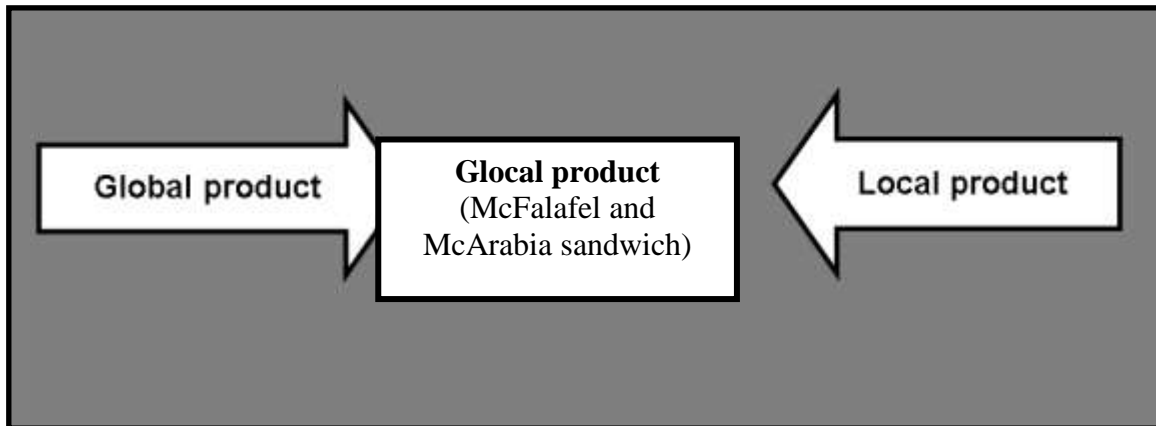 Global product
Glocal product
(McFalafel and
McArabia sandwich)
Local product